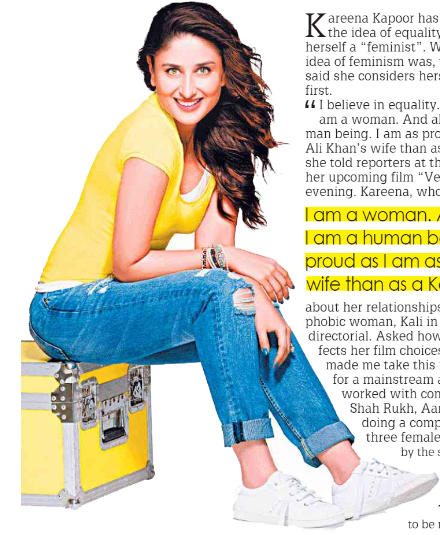 Kareena Kapoor has
the idea of equality
herself a “feminist”. W
idea of feminism was,
said she considers hers
first.
“I believe in equality.
am a woman. And al
man being. I am as pro
Ali Khan’s wife than as
she told reporters at th
her upcoming film “Ve
evening. Kareena, who
I am a woman. A
I am a human be
proud as I am as
wife than as a Ka
about her relationships
phobic woman, Kali in
directorial. Asked how
fects her film choices
made me take this
for a mainstream a
worked with con
Shah Rukh, Aam
doing a comp
three female
by the s
to be r